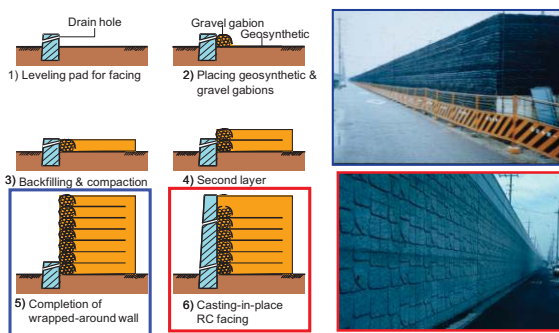 Drain hole
Gravel gabion
Geosynthetic
1) Leveling pad for facing
2) Placing geosynthetic &
gravel gabions
3) Backfilling & compaction
4) Second layer
5) Completion of
wrapped-around wall
6) Casting-in-place
RC facing